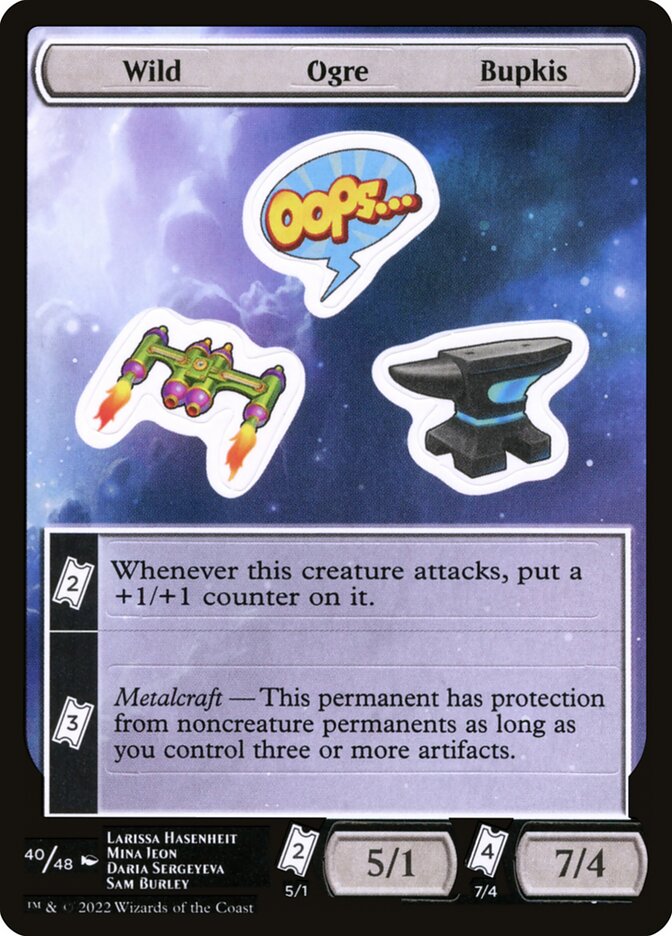 Wild Ogre Bupkis
OOPS...
2
Whenever this creature attacks, put a
+1/+1 counter on it.
3
Metalcraft — This permanent has protection
from noncreature permanents as long as
you control three or more artifacts.
40/48
Larissa Hasenheit
Mina Jeon
Daria Sergeyeva
Sam Burley
2
5/1
5/1
4
7/4
7/4
™ & © 2022 Wizards of the Coast